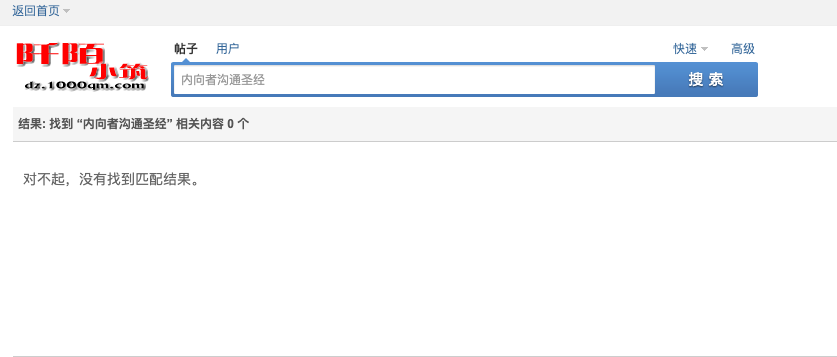 返回首页
帖子 用户 快速 高级
阡陌小筑
dz.1000qm.com
内向者沟通圣经 搜索
结果: 找到 “内向者沟通圣经” 相关内容 0 个
对不起，没有找到匹配结果。